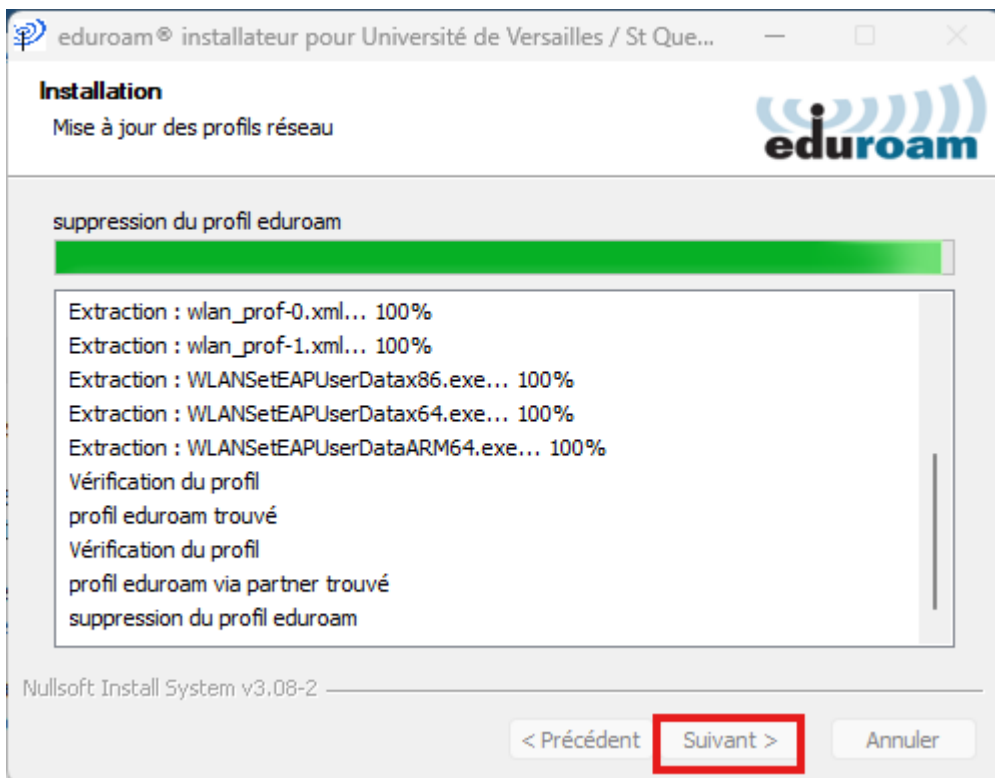 eduroam® installateur pour Université de Versailles / St Que...
Installation
Mise à jour des profils réseau
eduroam
suppression du profil eduroam
Extraction : wlan_prof-0.xml... 100%
Extraction : wlan_prof-1.xml... 100%
Extraction : WLANSetEAPUserDatax86.exe... 100%
Extraction : WLANSetEAPUserDatax64.exe... 100%
Extraction : WLANSetEAPUserDataARM64.exe... 100%
Vérification du profil
profil eduroam trouvé
Vérification du profil
profil eduroam via partner trouvé
suppression du profil eduroam
Nullsoft Install System v3.08-2
< Précédent Suivant > Annuler